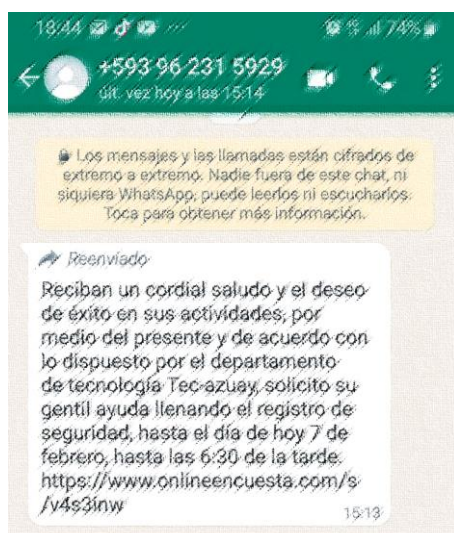 18:44 74%
+593 96 231 5929
últ. vez hoy a las 15:14
Los mensajes y las llamadas están cifrados de
extremo a extremo. Nadie fuera de este chat, ni
siquiera WhatsApp, puede leerlos ni escucharlos.
Toca para obtener más información.
Reenviado
Reciban un cordial saludo y el deseo
de éxito en sus actividades, por
medio del presente y de acuerdo con
lo dispuesto por el departamento
de tecnología Tec-azuay, solicito su
gentil ayuda llenando el registro de
seguridad, hasta el día de hoy 7 de
febrero, hasta las 6:30 de la tarde.
https://www.onlineencuesta.com/s
/v4s3inw
15:13